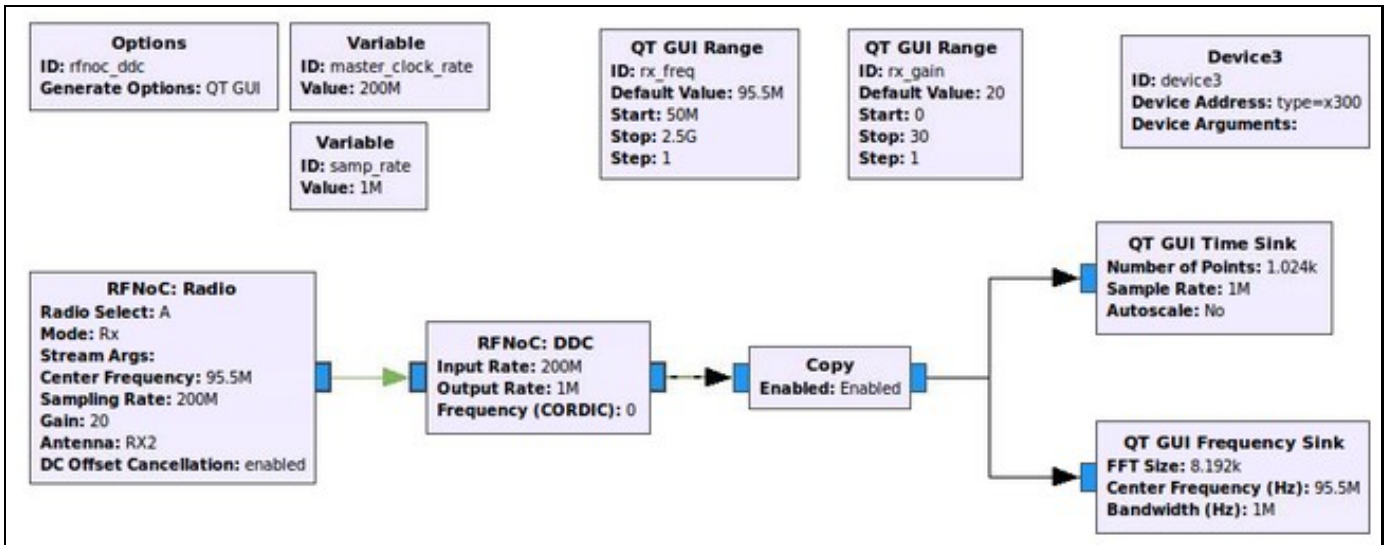 Options
ID: rfnoc_ddc
Generate Options: QT GUI
Variable
ID: master_clock_rate
Value: 200M
Variable
ID: samp_rate
Value: 1M
QT GUI Range
ID: rx_freq
Default Value: 95.5M
Start: 50M
Stop: 2.5G
Step: 1
QT GUI Range
ID: rx_gain
Default Value: 20
Start: 0
Stop: 30
Step: 1
Device3
ID: device3
Device Address: type=x300
Device Arguments:
RFNoC: Radio
Radio Select: A
Mode: Rx
Stream Args:
Center Frequency: 95.5M
Sampling Rate: 200M
Gain: 20
Antenna: RX2
DC Offset Cancellation: enabled
RFNoC: DDC
Input Rate: 200M
Output Rate: 1M
Frequency (CORDIC): 0
Copy
Enabled: Enabled
QT GUI Time Sink
Number of Points: 1.024k
Sample Rate: 1M
Autoscale: No
QT GUI Frequency Sink
FFT Size: 8.192k
Center Frequency (Hz): 95.5M
Bandwidth (Hz): 1M